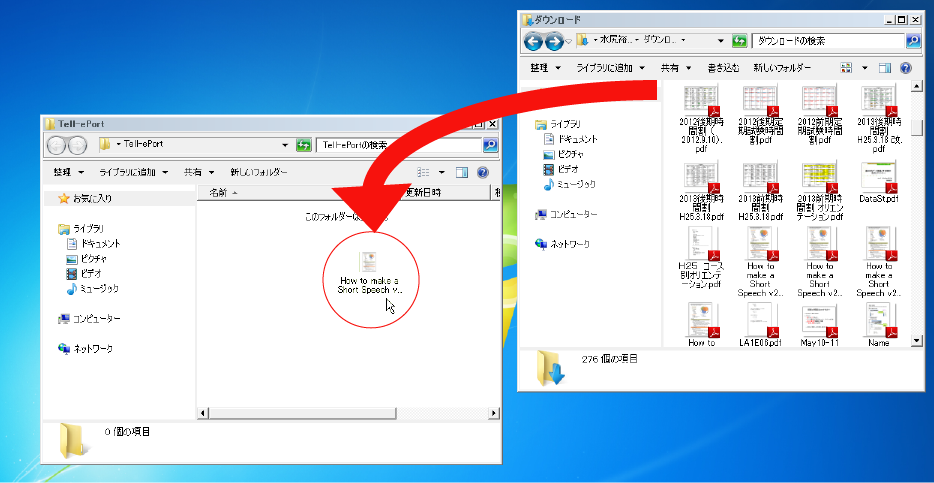 ダウンロード
水尻裕.. ダウンロ..
ダウンロードの検索
整理 ライブラリに追加 共有 書き込む 新しいフォルダー
ライブラリ
ドキュメント
ピクチャ
ビデオ
ミュージック
コンピューター
ネットワーク
2012後期時
間割（
2012.9.10）.
pdf
2012後期定
期試験時間
割.pdf
2012前期定
期試験時間
割.pdf
2013後期時
間割
H25.3.18 改.
pdf
2013後期時
間割
H25.3.18.pdf
2013前期時
間割
H25.3.18.pdf
2013前期時
間割 オリエン
テーション.pdf
DataSt.pdf
H25 コース
別オリエンテ
ーション.pdf
How to
make a
Short
Speech v2...
How to
make a
Short
Speech v2...
How to
make a
Short
Speech v2...
How to
LA1E06.pdf
May10-11
Name
276 個の項目
Tell-ePort
Tell-ePort
Tell-ePortの検索
整理 ライブラリに追加 共有 新しいフォルダー
お気に入り
ライブラリ
ドキュメント
ピクチャ
ビデオ
ミュージック
コンピューター
ネットワーク
名前 更新日時
このフォルダーは
How to make a
Short Speech v...
0 個の項目